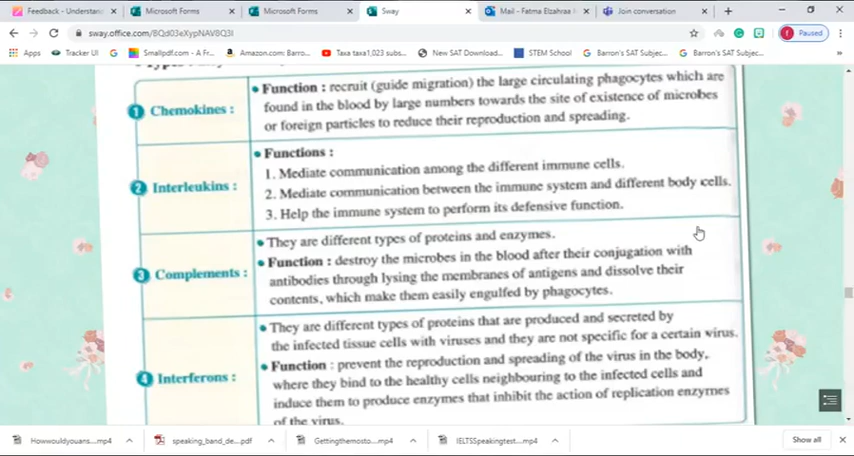 Feedback - Understand
Microsoft Forms
Microsoft Forms
Sway
Mail - Fatma Elzahraa
Join conversation
sway.office.com/8Qd03eXypNAV8Q3l
Paused
Apps
Tracker UJ
Smallpdf.com - A Fr...
Amazon.com: Barro...
Taxa taxa1,023 subs...
New SAT Download...
STEM School
Barron's SAT Subjec...
Barron's SAT Subjec...
1 Chemokines :
• Function : recruit (guide migration) the large circulating phagocytes which are
found in the blood by large numbers towards the site of existence of microbes
or foreign particles to reduce their reproduction and spreading.
2 Interleukins :
• Functions :
1. Mediate communication among the different immune cells.
2. Mediate communication between the immune system and different body cells.
3. Help the immune system to perform its defensive function.
3 Complements :
• They are different types of proteins and enzymes.
• Function : destroy the microbes in the blood after their conjugation with
antibodies through lysing the membranes of antigens and dissolve their
contents, which make them easily engulfed by phagocytes.
4 Interferons :
• They are different types of proteins that are produced and secreted by
the infected tissue cells with viruses and they are not specific for a certain virus.
• Function : prevent the reproduction and spreading of the virus in the body,
where they bind to the healthy cells neighbouring to the infected cells and
induce them to produce enzymes that inhibit the action of replication enzymes
of the virus.
Howwouldyouans....mp4
speaking_band_de....pdf
Gettingthemosto....mp4
IELTSSpeakingtest....mp4
Show all